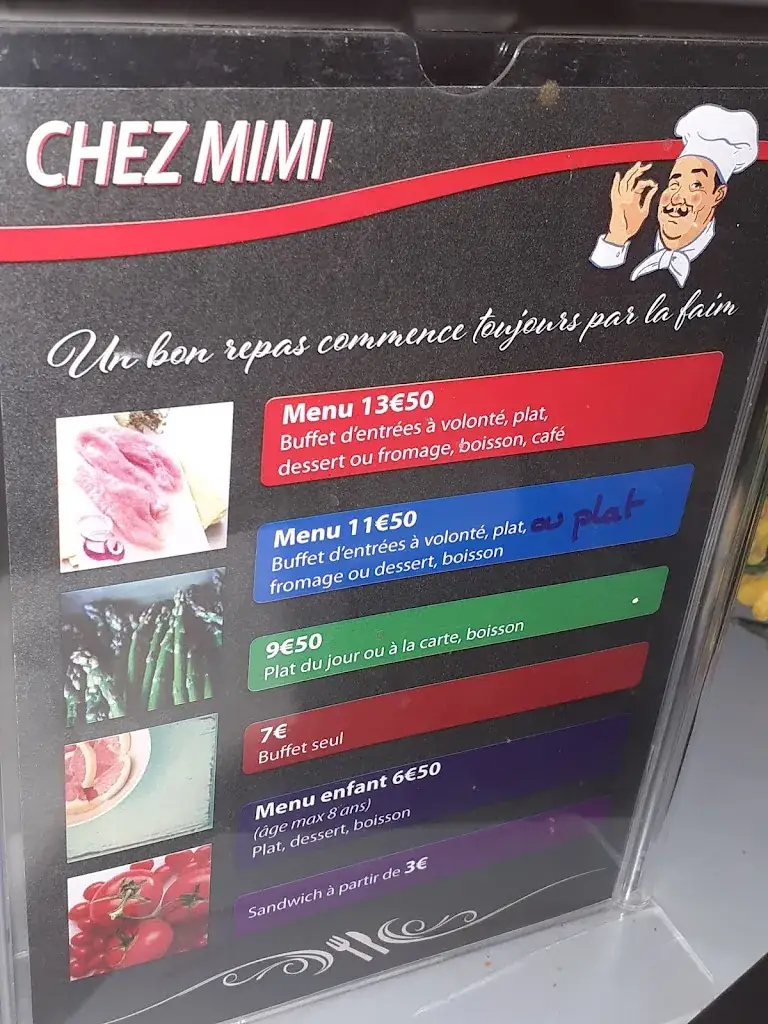 CHEZ MIMI
Un bon repas commence toujours par la faim
Menu 13€50
Buffet d'entrées à volonté, plat,
dessert ou fromage, boisson, café
Menu 11€50
Buffet d'entrées à volonté, plat, ou plat
fromage ou dessert, boisson
9€50
Plat du jour ou à la carte, boisson
7€
Buffet seul
Menu enfant 6€50
(âge max 8 ans)
Plat, dessert, boisson
Sandwich à partir de 3€